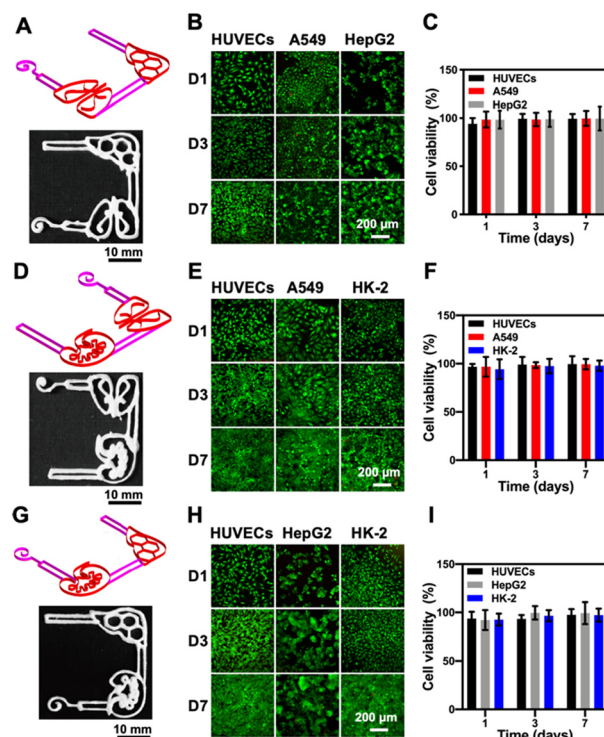 A
10 mm
B
HUVECs A549 HepG2
D1
D3
D7
200 μm
C
Cell viability (%)
150
100
50
0
HUVECs
A549
HepG2
1 3 7
Time (days)
D
10 mm
E
HUVECs A549 HK-2
D1
D3
D7
200 μm
F
Cell viability (%)
150
100
50
0
HUVECs
A549
HK-2
1 3 7
Time (days)
G
10 mm
H
HUVECs HepG2 HK-2
D1
D3
D7
200 μm
I
Cell viability (%)
150
100
50
0
HUVECs
HepG2
HK-2
1 3 7
Time (days)